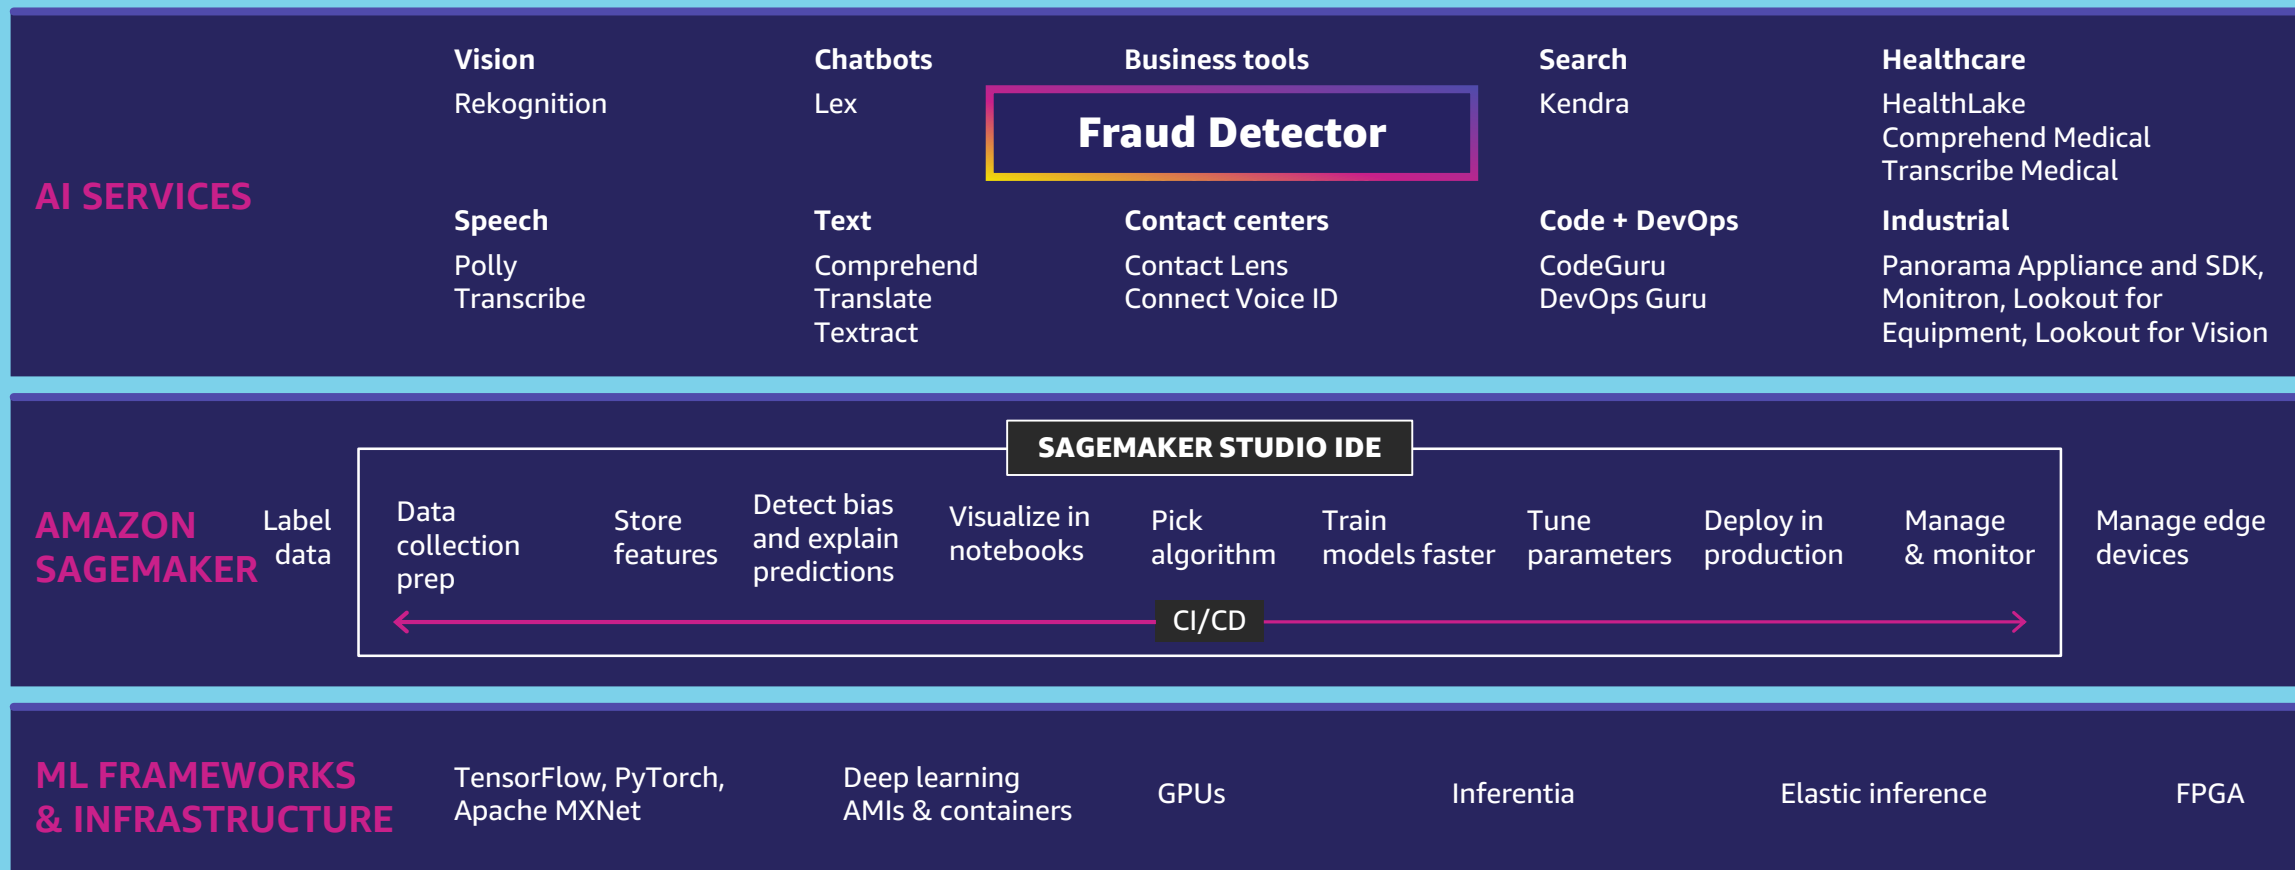 AI SERVICES
Vision
Rekognition
Chatbots
Lex
Business tools
Fraud Detector
Search
Kendra
Healthcare
HealthLake
Comprehend Medical
Transcribe Medical
Speech
Polly
Transcribe
Text
Comprehend
Translate
Textract
Contact centers
Contact Lens
Connect Voice ID
Code + DevOps
CodeGuru
DevOps Guru
Industrial
Panorama Appliance and SDK,
Monitron, Lookout for
Equipment, Lookout for Vision
AMAZON
SAGEMAKER
Label
data
SAGEMAKER STUDIO IDE
Data
collection
prep
Store
features
Detect bias
and explain
predictions
Visualize in
notebooks
Pick
algorithm
Train
models faster
Tune
parameters
Deploy in
production
Manage
& monitor
CI/CD
Manage edge
devices
ML FRAMEWORKS
& INFRASTRUCTURE
TensorFlow, PyTorch,
Apache MXNet
Deep learning
AMIs & containers
GPUs
Inferentia
Elastic inference
FPGA